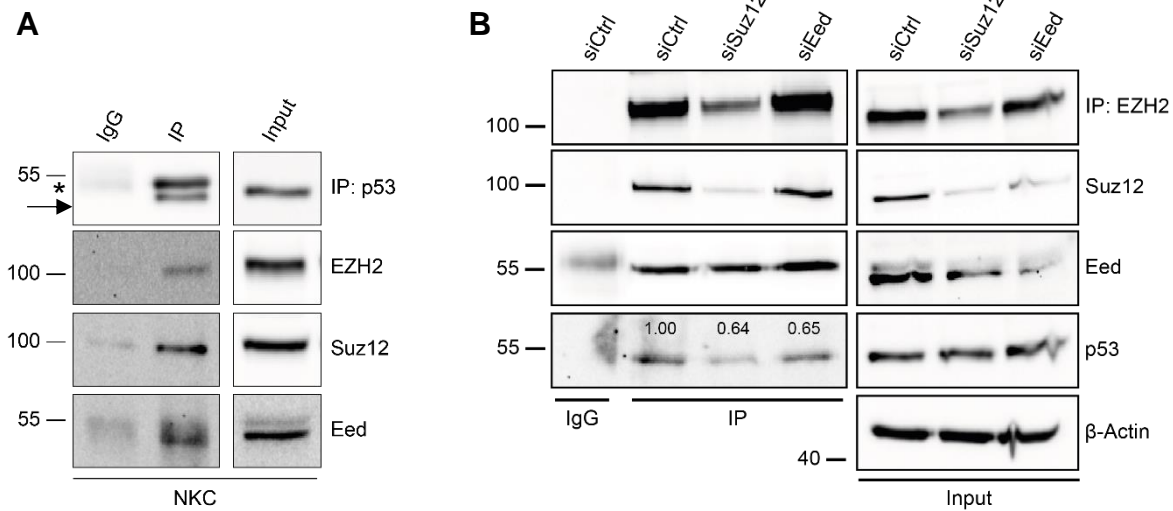 A
IgG IP Input
55
*
IP: p53
100
EZH2
100
Suz12
55
Eed
NKC
B
siCtrl siCtrl siSuz12 siEed siCtrl siSuz12 siEed
100
IP: EZH2
100
Suz12
55
Eed
55
1.00 0.64 0.65
p53
IgG IP
β-Actin
40
Input